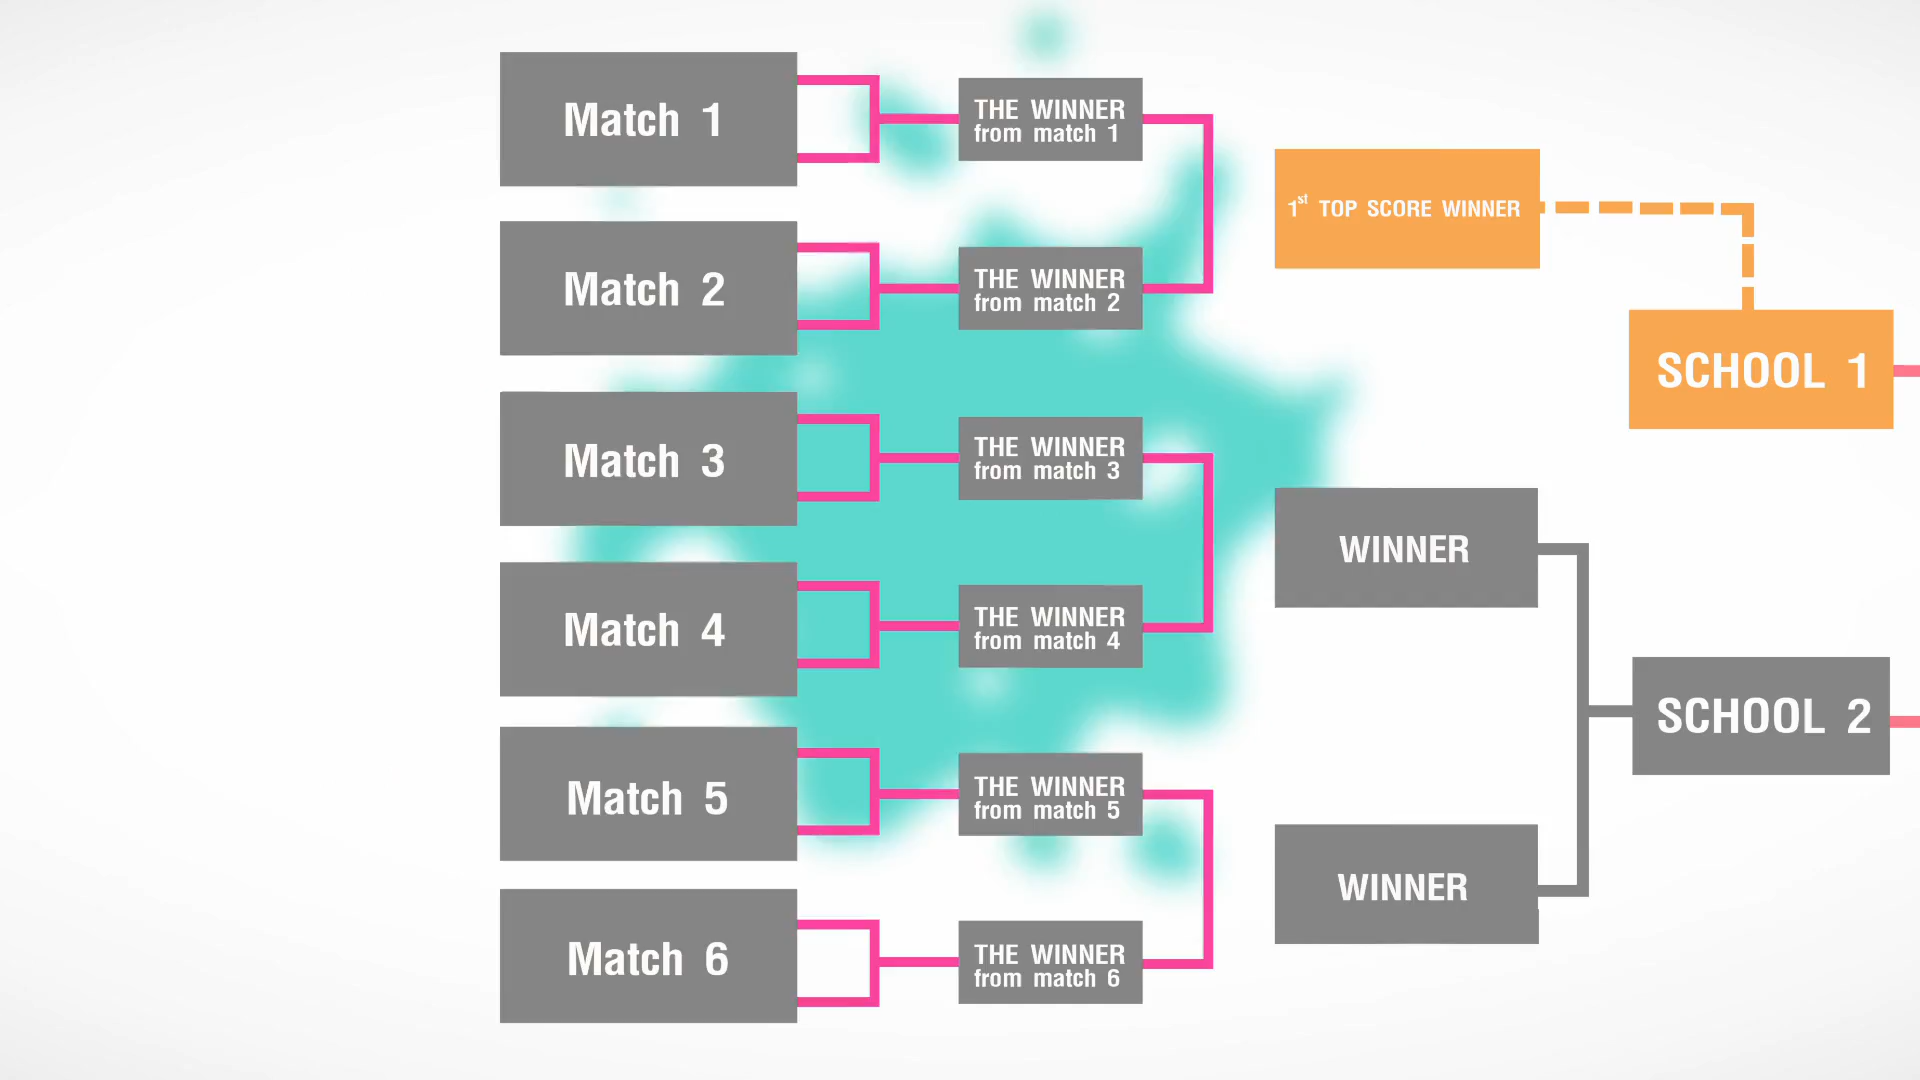 Match 1
THE WINNER
from match 1
Match 2
THE WINNER
from match 2
Match 3
THE WINNER
from match 3
Match 4
THE WINNER
from match 4
Match 5
THE WINNER
from match 5
Match 6
THE WINNER
from match 6
1st TOP SCORE WINNER
WINNER
WINNER
SCHOOL 1
SCHOOL 2